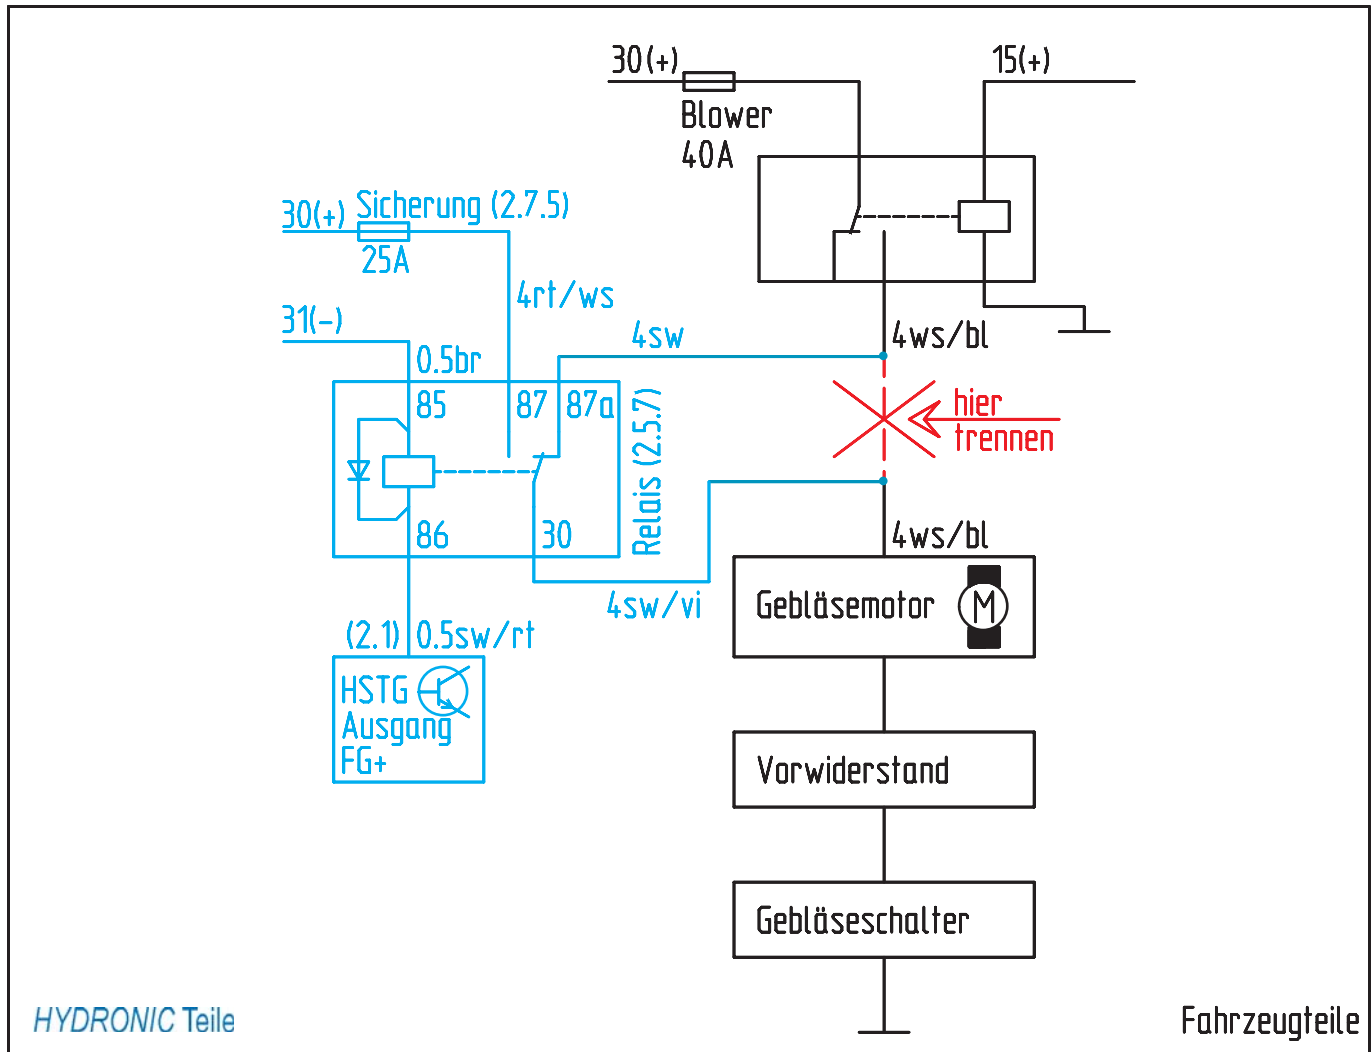 30(+)
15(+)
Blower
40A
30(+)
Sicherung (2.7.5)
25A
4rt/ws
31(-)
4sw
4ws/bl
0.5br
85
87
87a
hier
trennen
Relais (2.5.7)
86
30
4ws/bl
4sw/vi
Gebläsemotor
M
(2.1)
0.5sw/rt
HSTG
Ausgang
FG+
Vorwiderstand
Gebläseschalter
HYDRONIC Teile
Fahrzeugteile